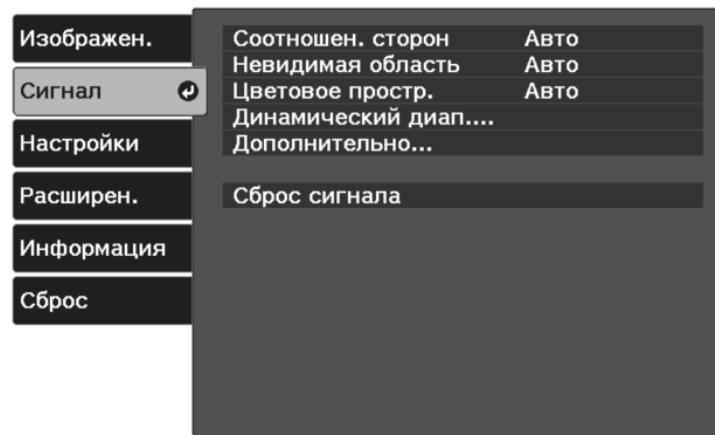 Изображен.
Сигнал
Настройки
Расширен.
Информация
Сброс
Соотношен. сторон Авто
Невидимая область Авто
Цветовое простр. Авто
Динамический диап....
Дополнительно...
Сброс сигнала